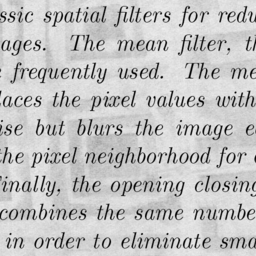 ssic spatial filters for redu
ages. The mean filter, th
frequently used. The me
laces the pixel values with
ise but blurs the image e
the pixel neighborhood for
Finally, the opening closing
combines the same numbe
in order to eliminate sma